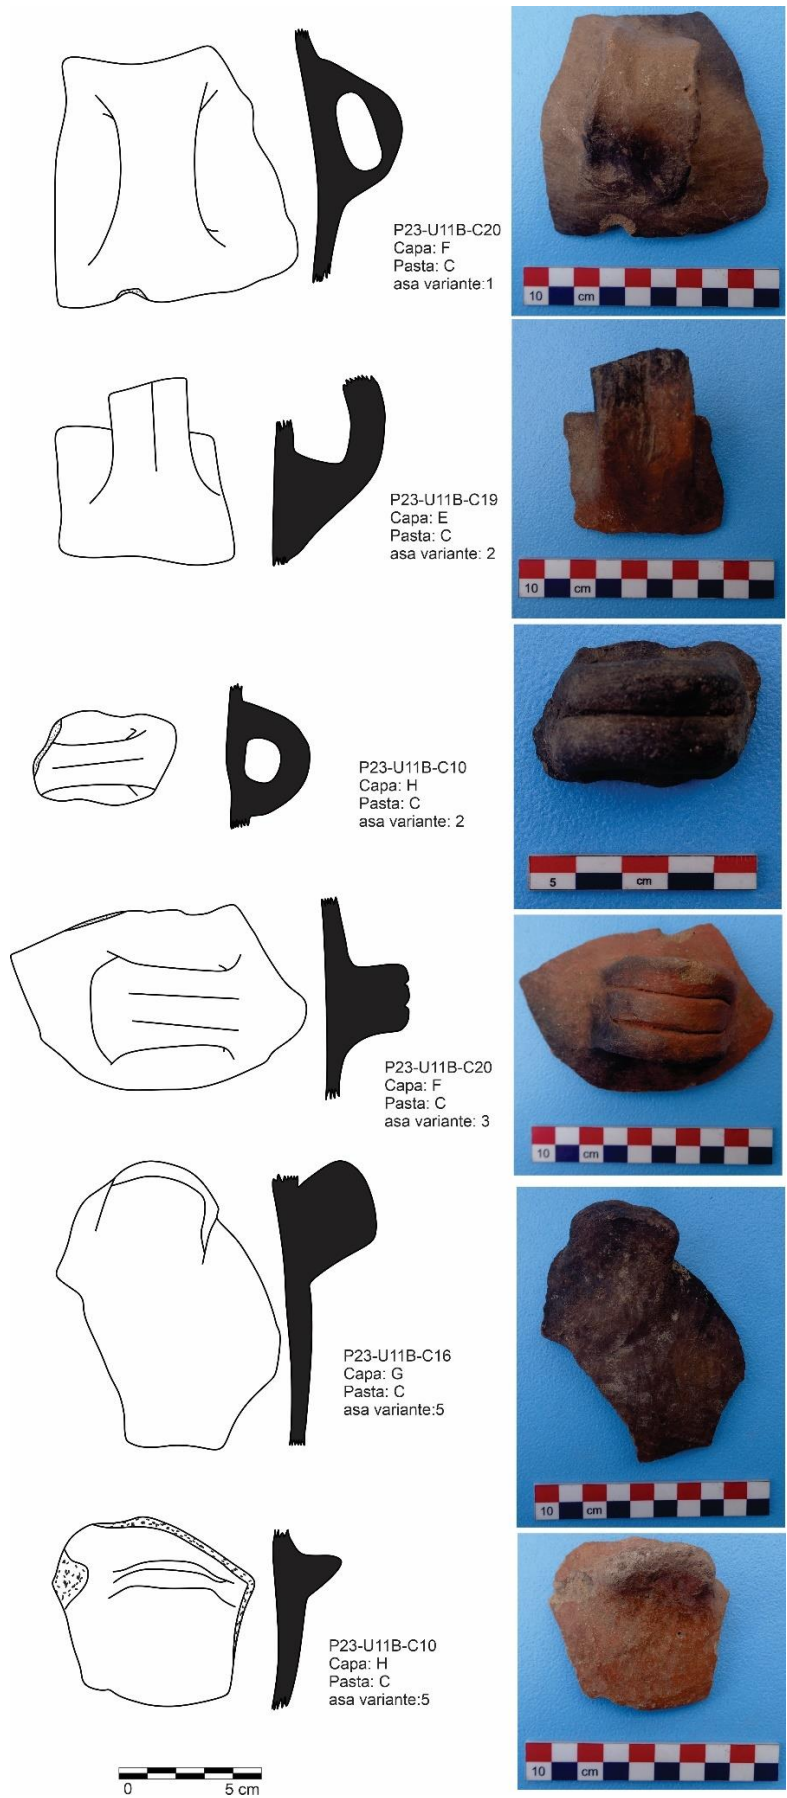 P23-U11B-C20
Capa: F
Pasta: C
asa variante:1
10 cm
P23-U11B-C19
Capa: E
Pasta: C
asa variante: 2
10 cm
P23-U11B-C10
Capa: H
Pasta: C
asa variante: 2
5 cm
P23-U11B-C20
Capa: F
Pasta: C
asa variante: 3
10 cm
P23-U11B-C16
Capa: G
Pasta: C
asa variante:5
10 cm
P23-U11B-C10
Capa: H
Pasta: C
asa variante:5
10 cm
0 5 cm